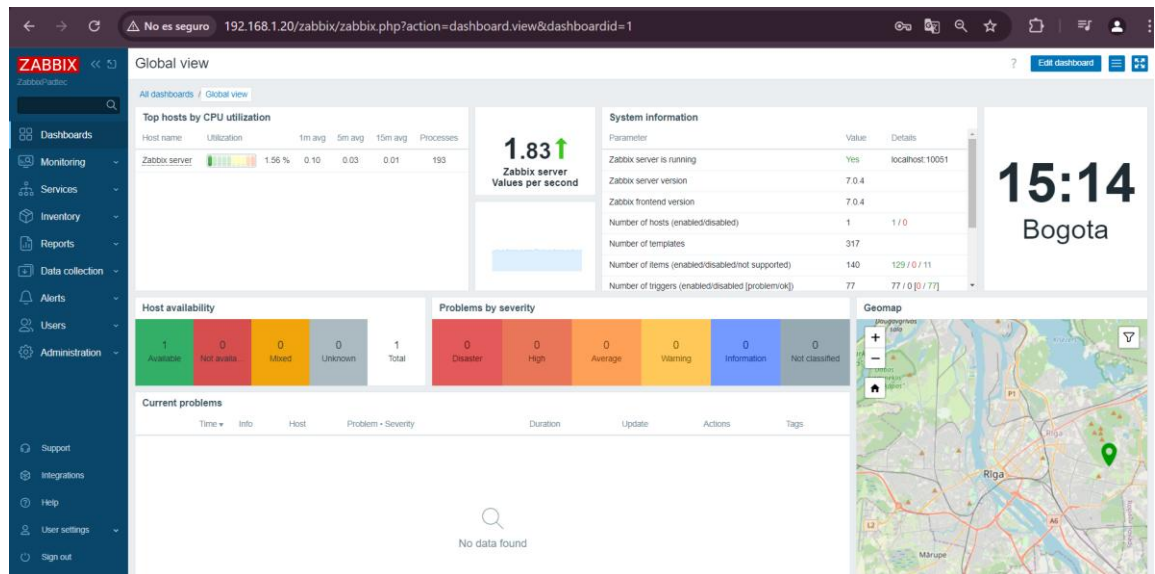 No es seguro 192.168.1.20/zabbix/zabbix.php?action=dashboard.view&dashboardid=1
ZABBIX
ZabbixPadtec
Global view
? Edit dashboard
All dashboards / Global view
Dashboards
Monitoring
Services
Inventory
Reports
Data collection
Alerts
Users
Administration
Support
Integrations
Help
User settings
Sign out
Top hosts by CPU utilization
Host name Utilization 1m avg 5m avg 15m avg Processes
Zabbix server 1.56 % 0.10 0.03 0.01 193
1.83
Zabbix server
Values per second
System information
Parameter Value Details
Zabbix server is running Yes localhost:10051
Zabbix server version 7.0.4
Zabbix frontend version 7.0.4
Number of hosts (enabled/disabled) 1 1 / 0
Number of templates 317
Number of items (enabled/disabled/not supported) 140 129 / 0 / 11
Number of triggers (enabled/disabled [problem/ok]) 77 77 / 0 [0 / 77]
15:14
Bogota
Host availability
1 0 0 0 1
Available Not availa... Mixed Unknown Total
Problems by severity
0 0 0 0 0 0
Disaster High Average Warning Information Not classified
Current problems
Time Info Host Problem • Severity Duration Update Actions Tags
No data found
Geomap
+
−
P1
Rīga
Rīga
A6
L2
Mārupe